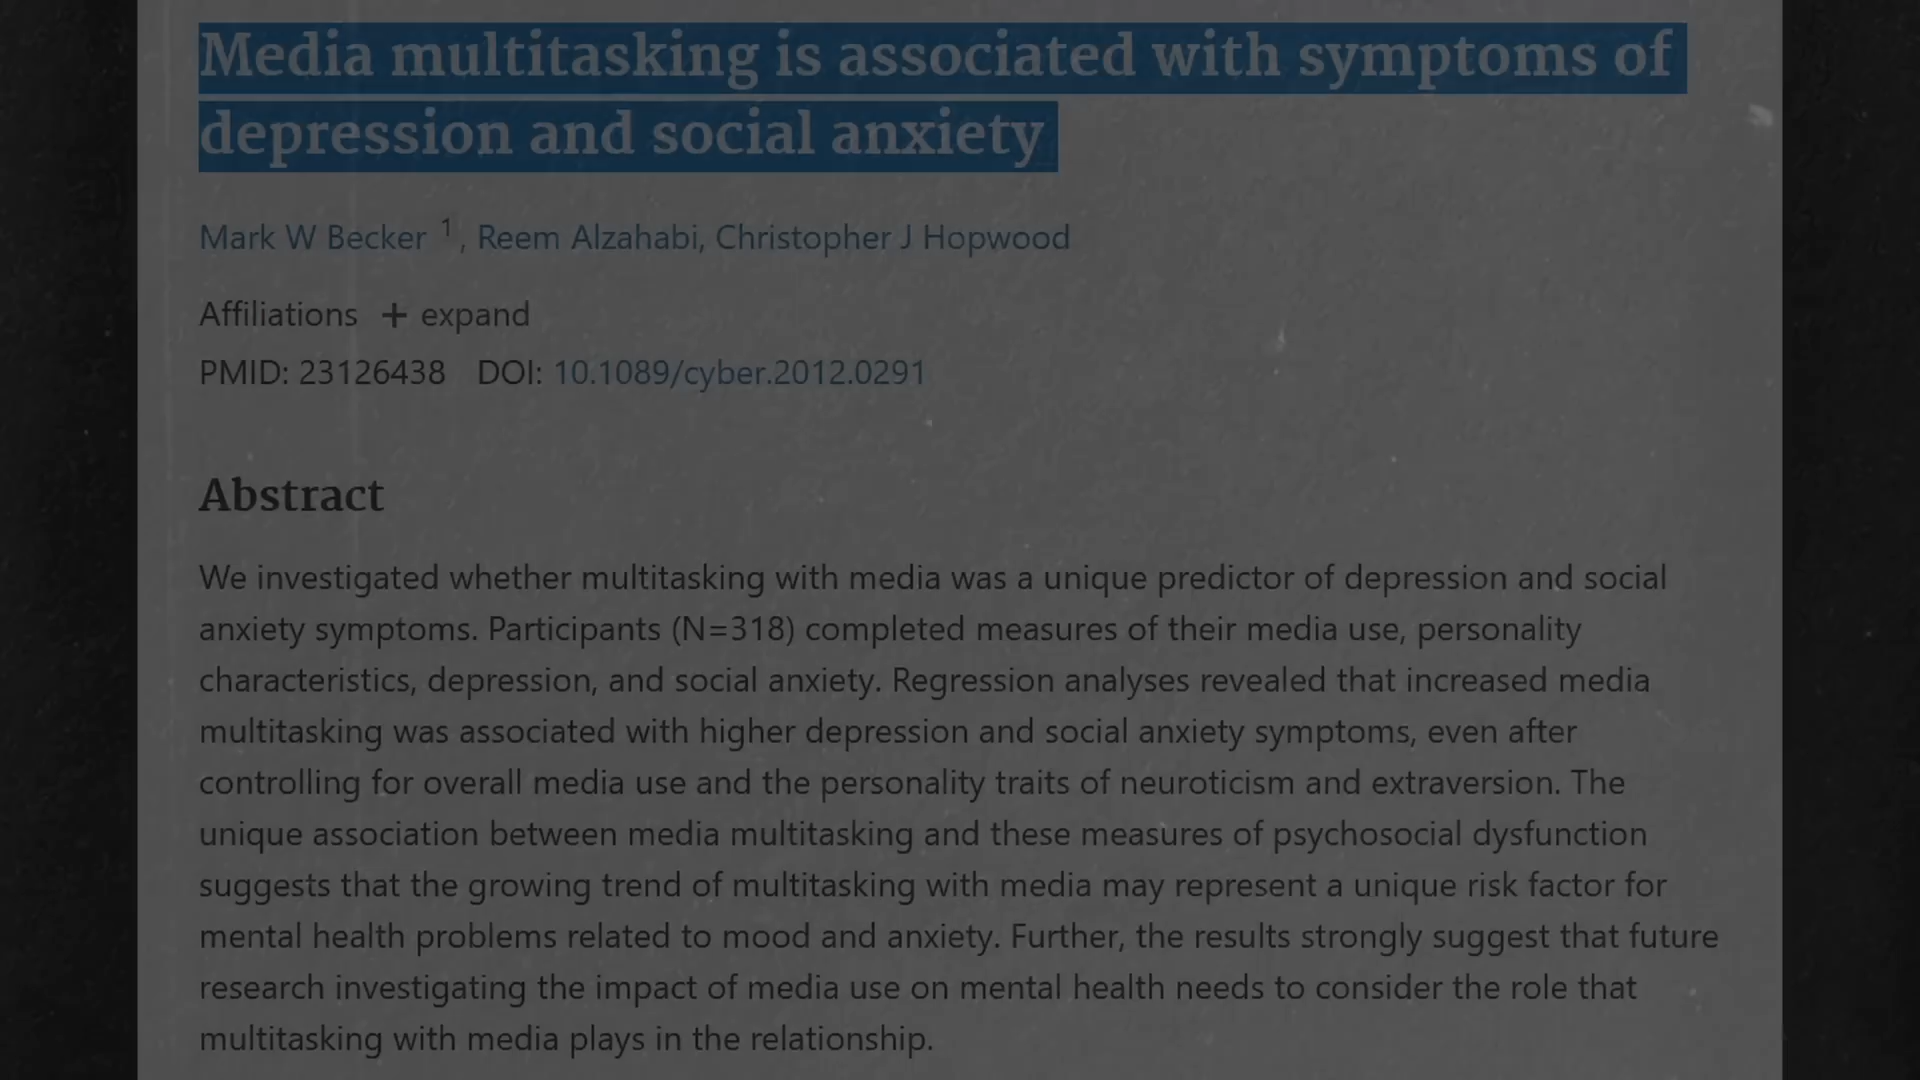 Media multitasking is associated with symptoms of
depression and social anxiety
Mark W Becker 1, Reem Alzahabi, Christopher J Hopwood
Affiliations + expand
PMID: 23126438 DOI: 10.1089/cyber.2012.0291
Abstract
We investigated whether multitasking with media was a unique predictor of depression and social
anxiety symptoms. Participants (N=318) completed measures of their media use, personality
characteristics, depression, and social anxiety. Regression analyses revealed that increased media
multitasking was associated with higher depression and social anxiety symptoms, even after
controlling for overall media use and the personality traits of neuroticism and extraversion. The
unique association between media multitasking and these measures of psychosocial dysfunction
suggests that the growing trend of multitasking with media may represent a unique risk factor for
mental health problems related to mood and anxiety. Further, the results strongly suggest that future
research investigating the impact of media use on mental health needs to consider the role that
multitasking with media plays in the relationship.